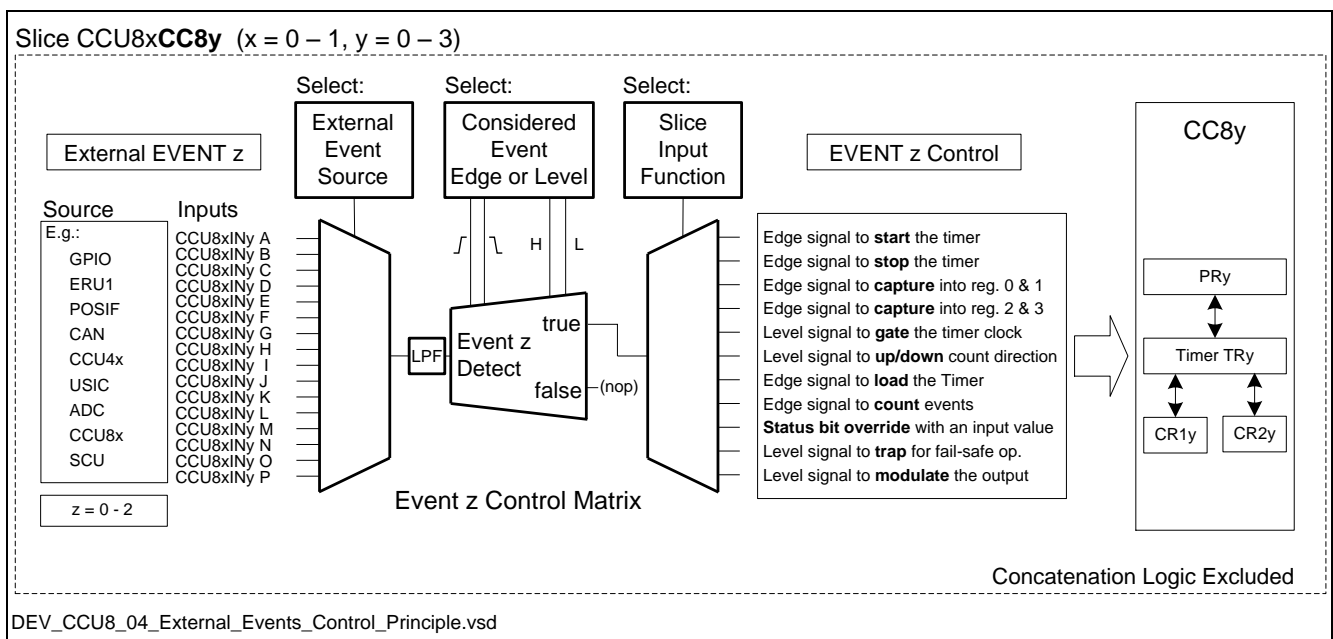 Slice CCU8xCC8y (x = 0 – 1, y = 0 – 3)
Select:
Select:
Select:
External
Event
Source
Considered
Event
Edge or Level
Slice
Input
Function
CC8y
External EVENT z
EVENT z Control
Source
Inputs
E.g.:
GPIO
ERU1
POSIF
CAN
CCU4x
USIC
ADC
CCU8x
SCU
CCU8xINy A
CCU8xINy B
CCU8xINy C
CCU8xINy D
CCU8xINy E
CCU8xINy F
CCU8xINy G
CCU8xINy H
CCU8xINy I
CCU8xINy J
CCU8xINy K
CCU8xINy L
CCU8xINy M
CCU8xINy N
CCU8xINy O
CCU8xINy P
z = 0 - 2
H
L
LPF
Event z
Detect
true
false
(nop)
Event z Control Matrix
Edge signal to start the timer
Edge signal to stop the timer
Edge signal to capture into reg. 0 & 1
Edge signal to capture into reg. 2 & 3
Level signal to gate the timer clock
Level signal to up/down count direction
Edge signal to load the Timer
Edge signal to count events
Status bit override with an input value
Level signal to trap for fail-safe op.
Level signal to modulate the output
PRy
Timer TRy
CR1y
CR2y
Concatenation Logic Excluded
DEV_CCU8_04_External_Events_Control_Principle.vsd